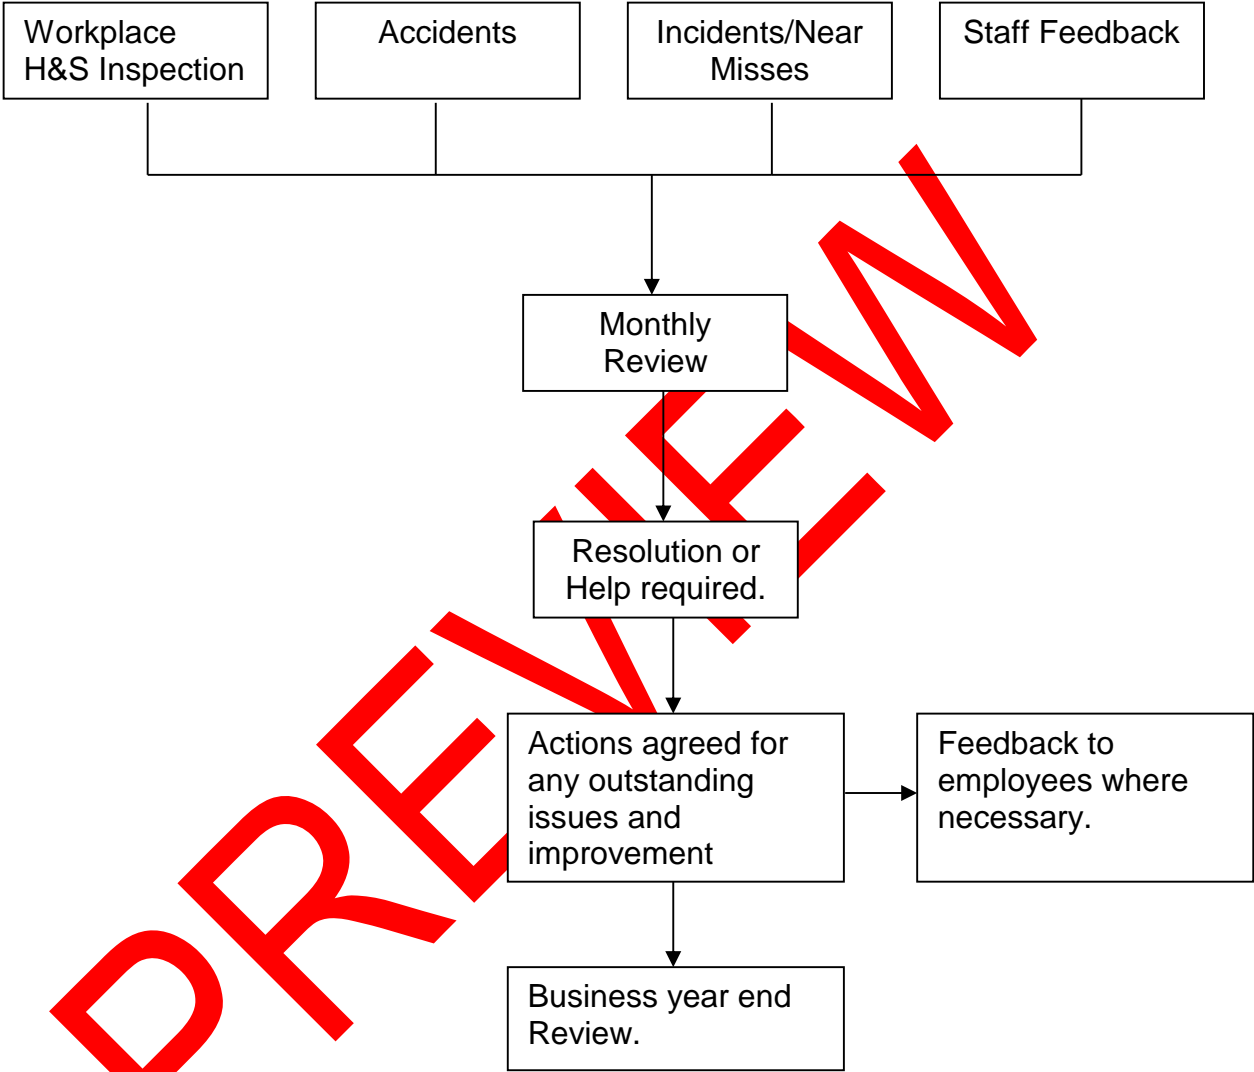 Workplace
H&S Inspection
Accidents
Incidents/Near
Misses
Staff Feedback
Monthly
Review
Resolution or
Help required.
Actions agreed for
any outstanding
issues and
improvement
Feedback to
employees where
necessary.
Business year end
Review.
PREVIEW